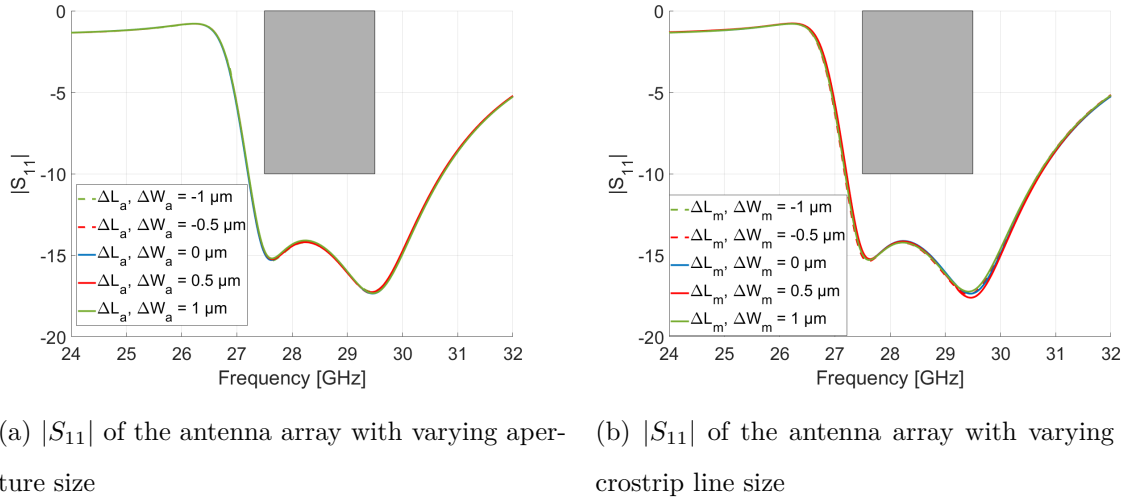 0
-5
-10
-15
-20
|S11|
ΔLa, ΔWa = -1 μm
ΔLa, ΔWa = -0.5 μm
ΔLa, ΔWa = 0 μm
ΔLa, ΔWa = 0.5 μm
ΔLa, ΔWa = 1 μm
24 25 26 27 28 29 30 31 32
Frequency [GHz]
0
-5
-10
-15
-20
|S11|
ΔLm, ΔWm = -1 μm
ΔLm, ΔWm = -0.5 μm
ΔLm, ΔWm = 0 μm
ΔLm, ΔWm = 0.5 μm
ΔLm, ΔWm = 1 μm
24 25 26 27 28 29 30 31 32
Frequency [GHz]
(a) |S11| of the antenna array with varying aper-
ture size
(b) |S11| of the antenna array with varying
crostrip line size